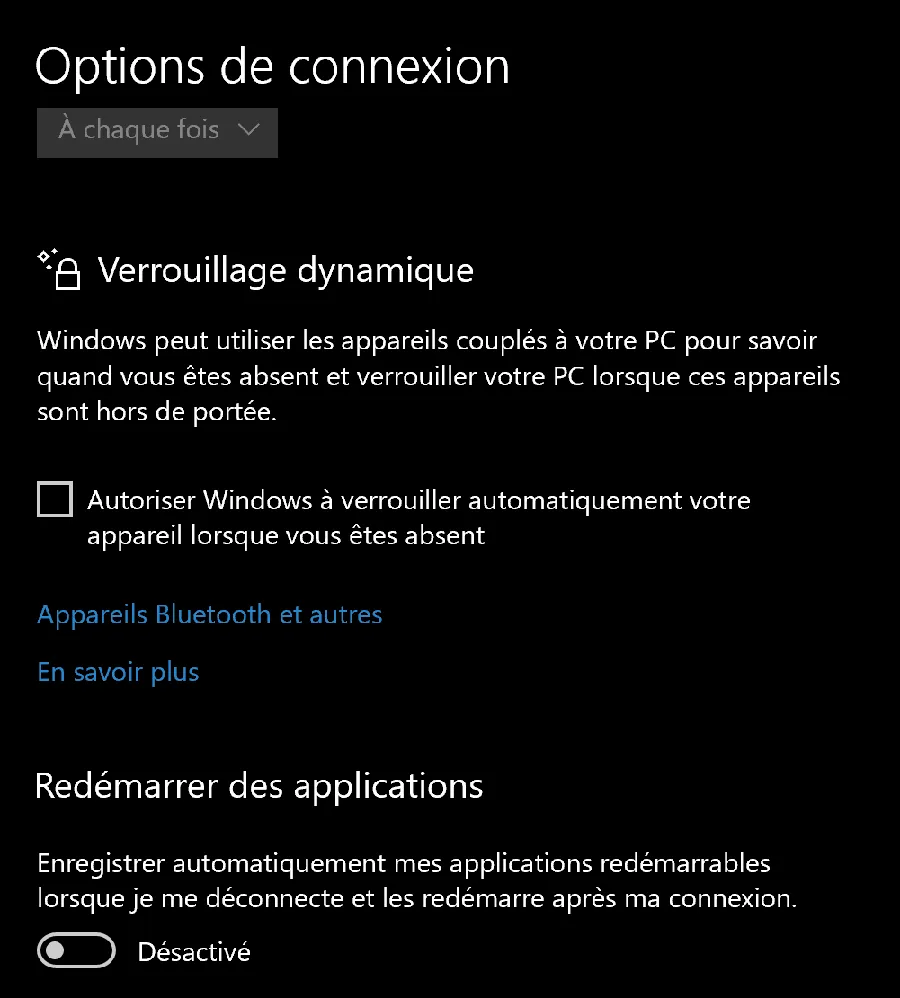 Options de connexion
À chaque fois
Verrouillage dynamique
Windows peut utiliser les appareils couplés à votre PC pour savoir
quand vous êtes absent et verrouiller votre PC lorsque ces appareils
sont hors de portée.
Autoriser Windows à verrouiller automatiquement votre
appareil lorsque vous êtes absent
Appareils Bluetooth et autres
En savoir plus
Redémarrer des applications
Enregistrer automatiquement mes applications redémarrables
lorsque je me déconnecte et les redémarre après ma connexion.
Désactivé